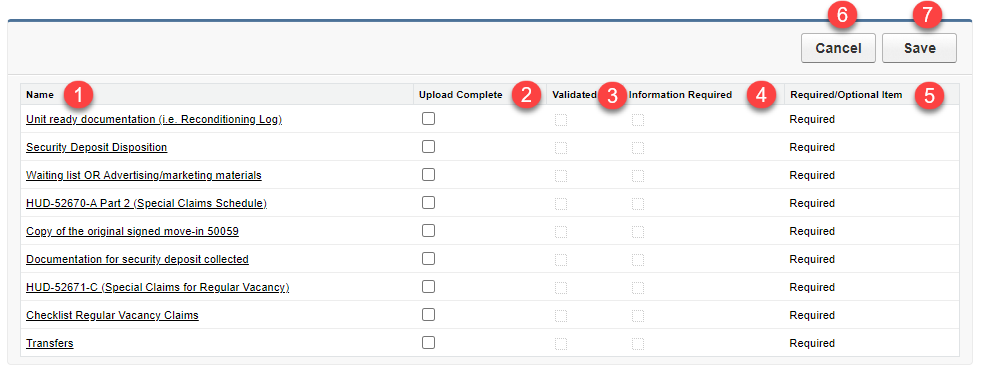 6 7
Cancel Save
Name 1 Upload Complete 2 Validated 3 Information Required 4 Required/Optional Item 5
Unit ready documentation (i.e. Reconditioning Log) Required
Security Deposit Disposition Required
Waiting list OR Advertising/marketing materials Required
HUD-52670-A Part 2 (Special Claims Schedule) Required
Copy of the original signed move-in 50059 Required
Documentation for security deposit collected Required
HUD-52671-C (Special Claims for Regular Vacancy) Required
Checklist Regular Vacancy Claims Required
Transfers Required